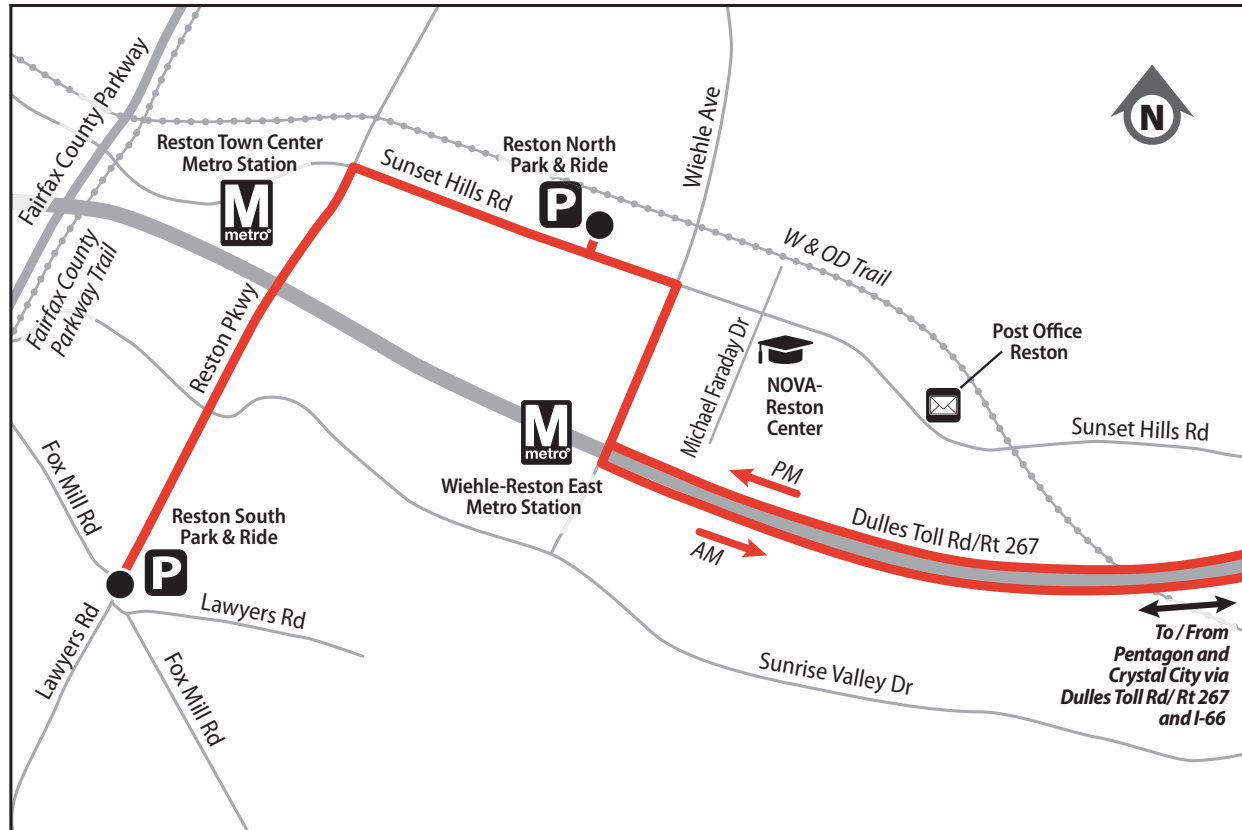 Fairfax County Parkway
Reston Town Center
Metro Station
M
metro
Reston North
Park & Ride
P
Wiehle Ave
N
Sunset Hills Rd
W & OD Trail
Fairfax County
Parkway Trail
Reston Pkwy
Michael Faraday Dr
NOVA-
Reston
Center
Post Office
Reston
Sunset Hills Rd
M
metro
Wiehle-Reston East
Metro Station
PM
AM
Dulles Toll Rd/Rt 267
Fox Mill Rd
Reston South
Park & Ride
P
Lawyers Rd
Lawyers Rd
Fox Mill Rd
Sunrise Valley Dr
To / From
Pentagon and
Crystal City via
Dulles Toll Rd/ Rt 267
and I-66